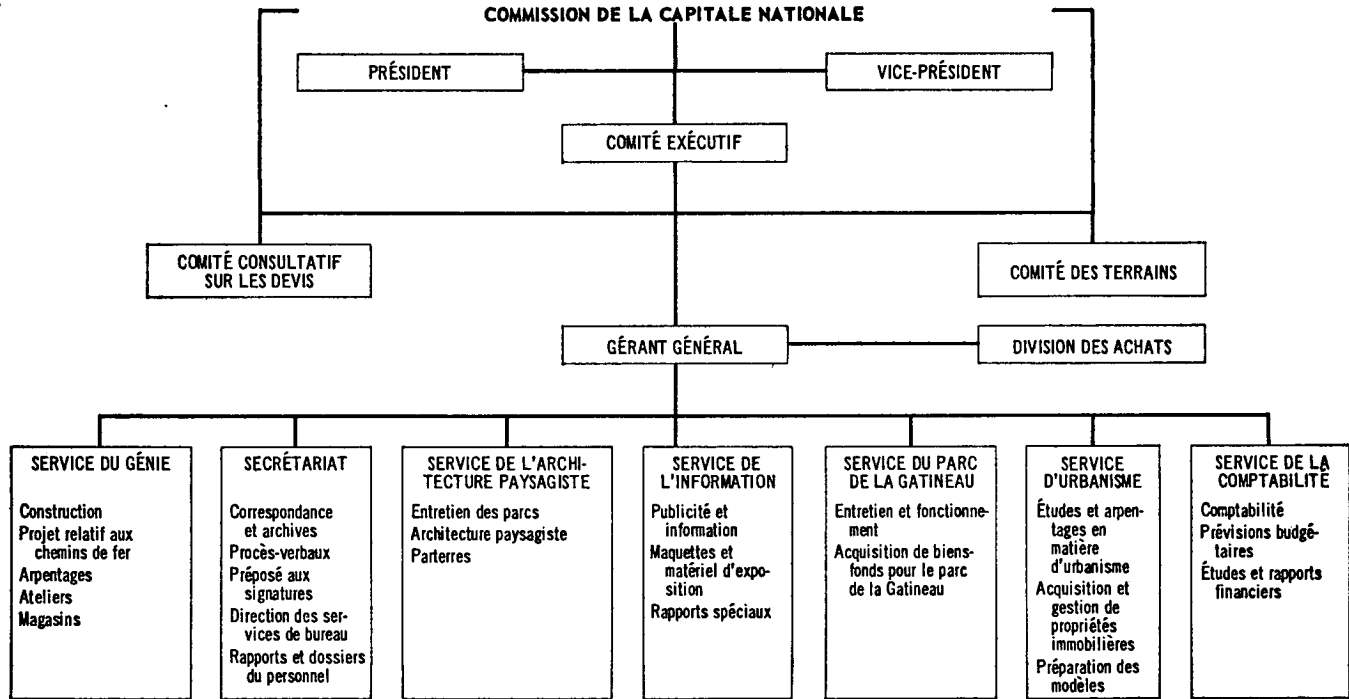 COMMISSION DE LA CAPITALE NATIONALE
PRÉSIDENT
VICE-PRÉSIDENT
COMITÉ EXÉCUTIF
COMITÉ CONSULTATIF
SUR LES DEVIS
COMITÉ DES TERRAINS
GÉRANT GÉNÉRAL
DIVISION DES ACHATS
SERVICE DU GÉNIE
Construction
Projet relatif aux
chemins de fer
Arpentages
Ateliers
Magasins
SECRÉTARIAT
Correspondance
et archives
Procès-verbaux
Préposé aux
signatures
Direction des ser-
vices de bureau
Rapports et dossiers
du personnel
SERVICE DE L'ARCHI-
TECTURE PAYSAGISTE
Entretien des parcs
Architecture paysagiste
Parterres
SERVICE DE
L'INFORMATION
Publicité et
information
Maquettes et
matériel d'expo-
sition
Rapports spéciaux
SERVICE DU PARC
DE LA GATINEAU
Entretien et fonctionne-
ment
Acquisition de biens-
fonds pour le parc
de la Gatineau
SERVICE
D'URBANISME
Études et arpen-
tages en
matière
d'urbanisme
Acquisition et
gestion de
propriétés
immobilières
Préparation des
modèles
SERVICE DE LA
COMPTABILITÉ
Comptabilité
Prévisions budgé-
taires
Études et rapports
financiers